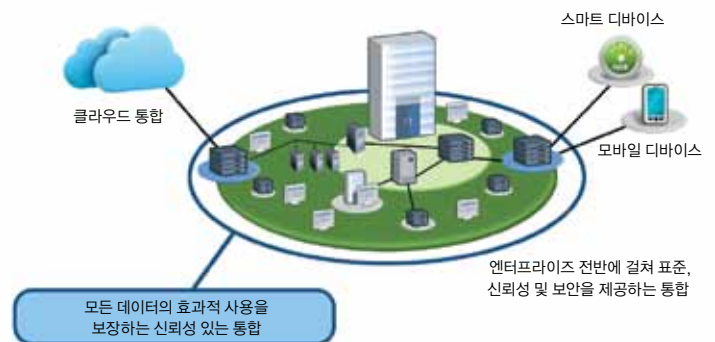 스마트 디바이스
클라우드 통합
모바일 디바이스
엔터프라이즈 전반에 걸쳐 표준,
신뢰성 및 보안을 제공하는 통합
모든 데이터의 효과적 사용을
보장하는 신뢰성 있는 통합